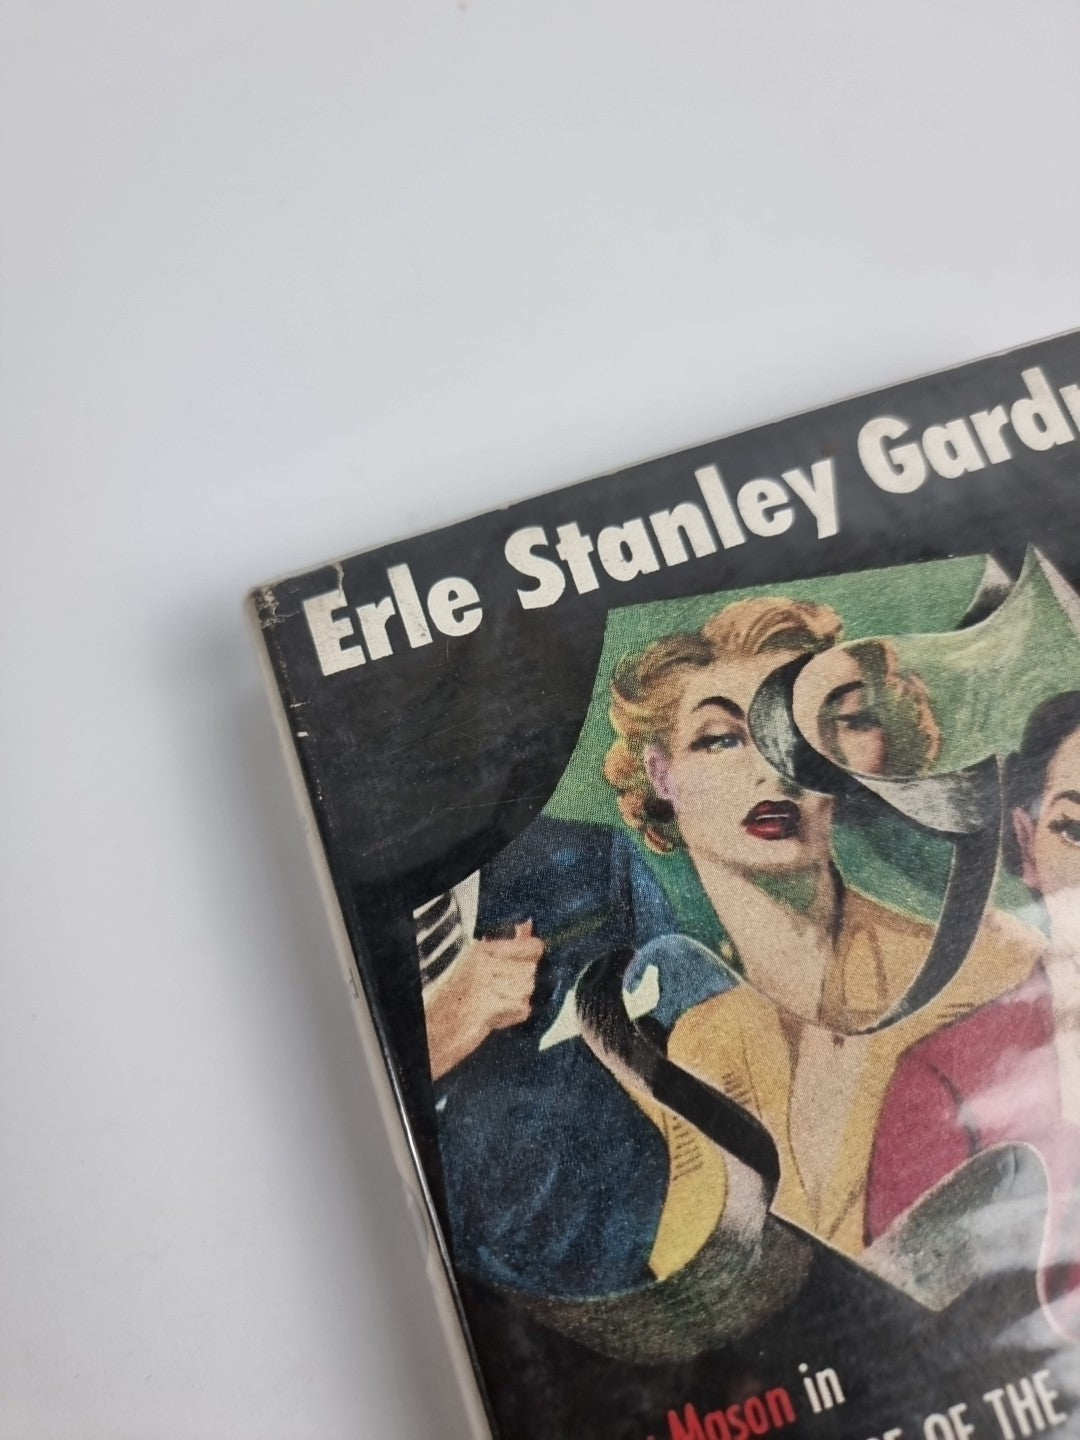 Erle Stanley Gard
Mason in
OF THE